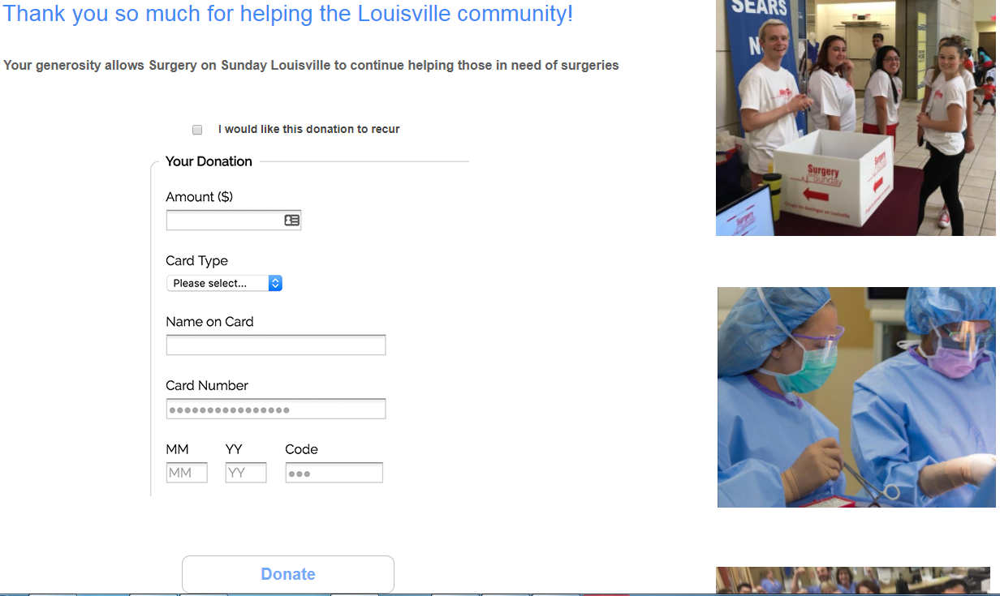 Thank you so much for helping the Louisville community!
Your generosity allows Surgery on Sunday Louisville to continue helping those in need of surgeries
I would like this donation to recur
Your Donation
Amount ($)
Card Type
Please select...
Name on Card
Card Number
MM YY Code
MM YY
Donate
SEARS
Surgery
Sunday
Surgery
Sunday
Surgery